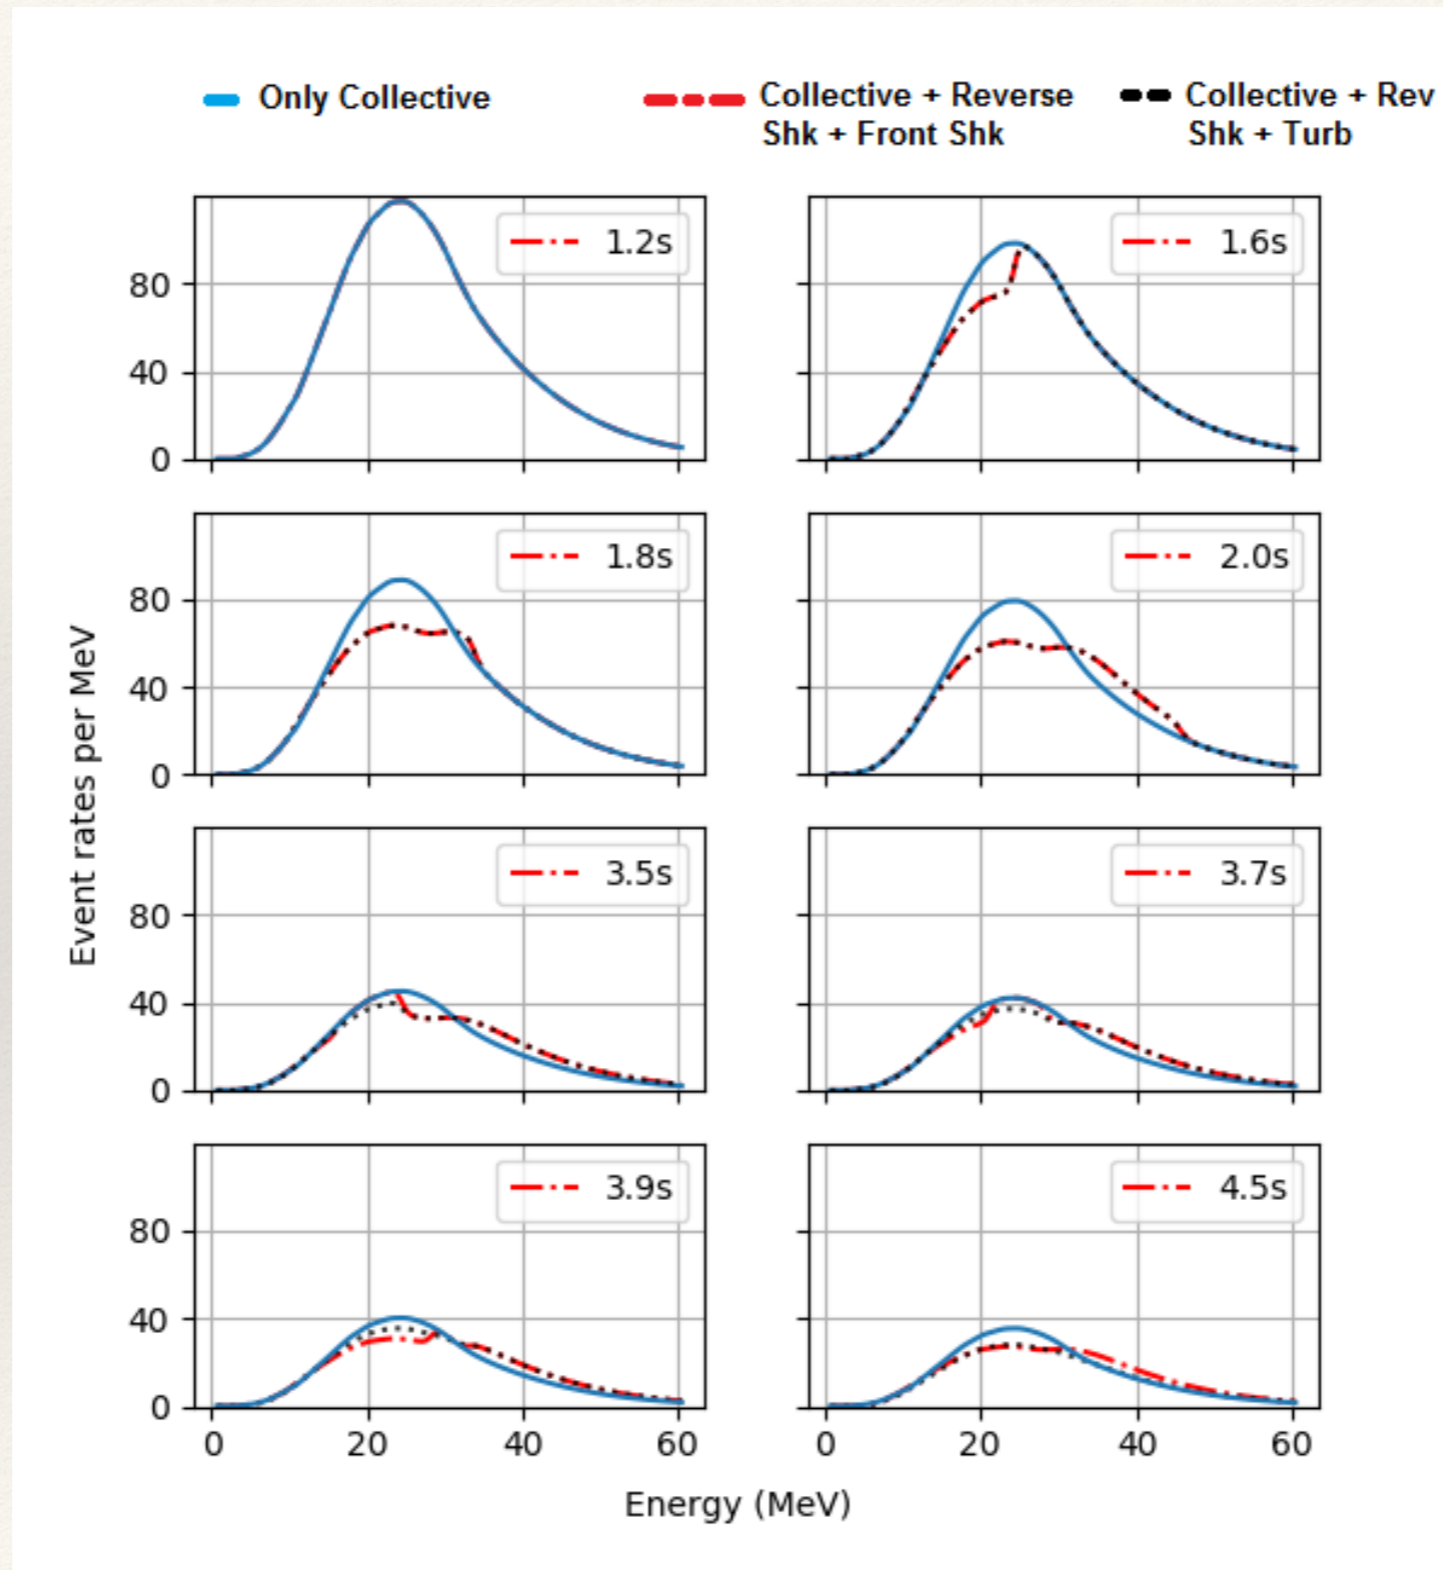 Only Collective
Collective + Reverse
Shk + Front Shk
Collective + Rev
Shk + Turb
1.2s
80
40
0
1.6s
1.8s
80
40
0
2.0s
3.5s
80
40
0
3.7s
3.9s
80
40
0
0
20
40
60
4.5s
0
20
40
60
Event rates per MeV
Energy (MeV)